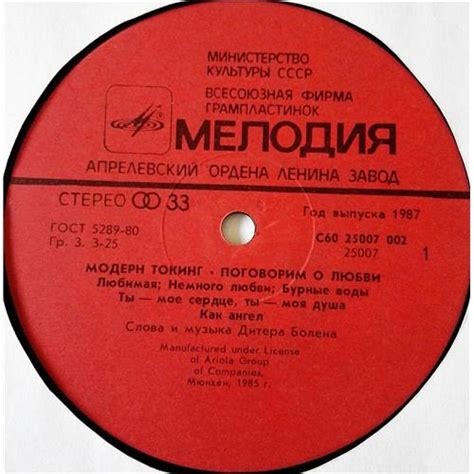 МИНИСТЕРСТВО
КУЛЬТУРЫ СССР
ВСЕСОЮЗНАЯ ФИРМА
ГРАМПЛАСТИНОК
МЕЛОДИЯ
АПРЕЛЕВСКИЙ ОРДЕНА ЛЕНИНА ЗАВОД
СТЕРЕО 33
Год выпуска 1987
ГОСТ 5289-80
Гр. 3. 3-25
С60 25007 002
25007
1
МОДЕРН ТОКИНГ · ПОГОВОРИМ О ЛЮБВИ
Любимая; Немного любви; Бурные воды
Ты — мое сердце, ты — моя душа
Как ангел
Слова и музыка Дитера Болена
Manufactured under License
of Ariola Group
of Companies,
Мюнхен, 1985 г.